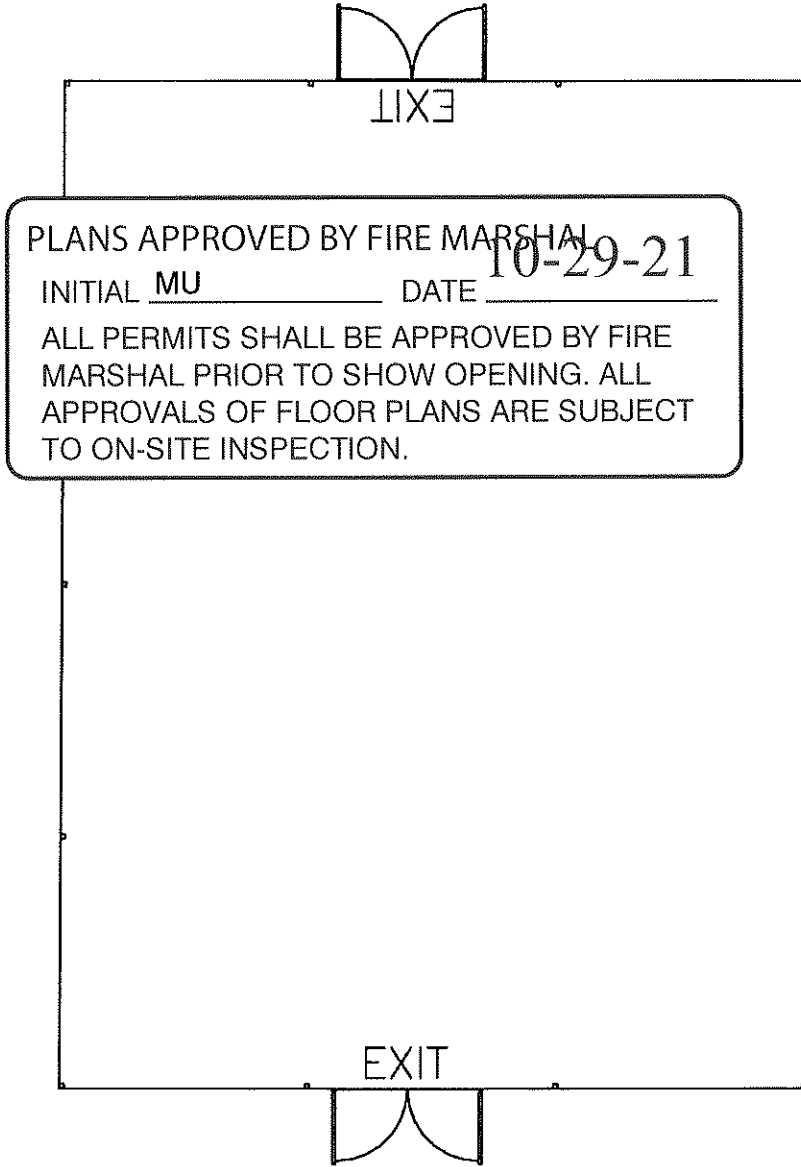 EXIT
PLANS APPROVED BY FIRE MARSHAL
INITIAL MU DATE 10-29-21
ALL PERMITS SHALL BE APPROVED BY FIRE
MARSHAL PRIOR TO SHOW OPENING. ALL
APPROVALS OF FLOOR PLANS ARE SUBJECT
TO ON-SITE INSPECTION.
EXIT